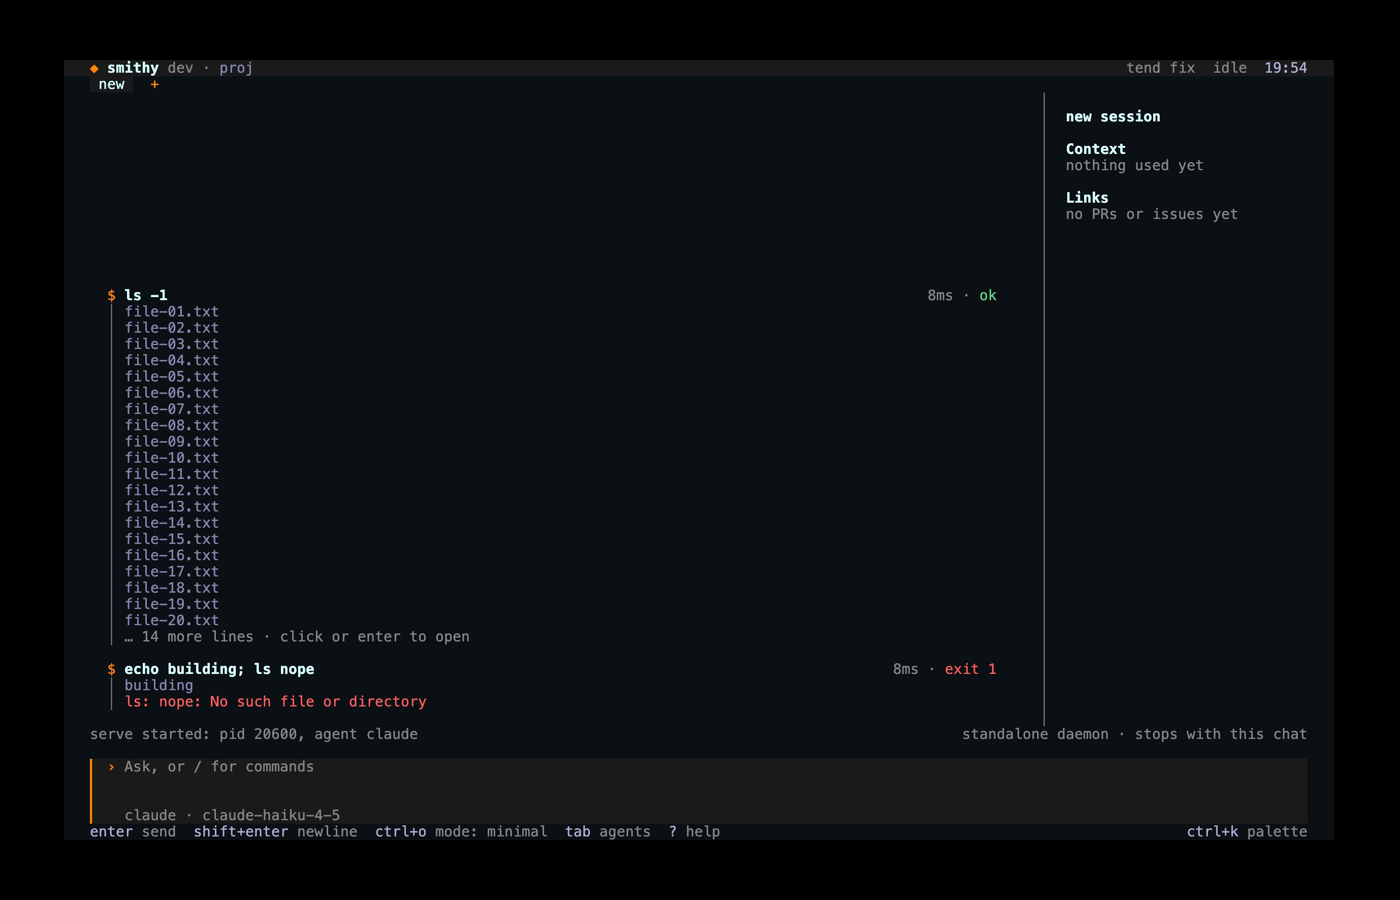 ◆ smithy dev · proj tend fix idle 19:54
new +
new session
Context
nothing used yet
Links
no PRs or issues yet
$ ls -1 8ms · ok
file-01.txt
file-02.txt
file-03.txt
file-04.txt
file-05.txt
file-06.txt
file-07.txt
file-08.txt
file-09.txt
file-10.txt
file-11.txt
file-12.txt
file-13.txt
file-14.txt
file-15.txt
file-16.txt
file-17.txt
file-18.txt
file-19.txt
file-20.txt
… 14 more lines · click or enter to open
$ echo building; ls nope 8ms · exit 1
building
ls: nope: No such file or directory
serve started: pid 20600, agent claude standalone daemon · stops with this chat
› Ask, or / for commands
claude · claude-haiku-4-5
enter send shift+enter newline ctrl+o mode: minimal tab agents ? help ctrl+k palette